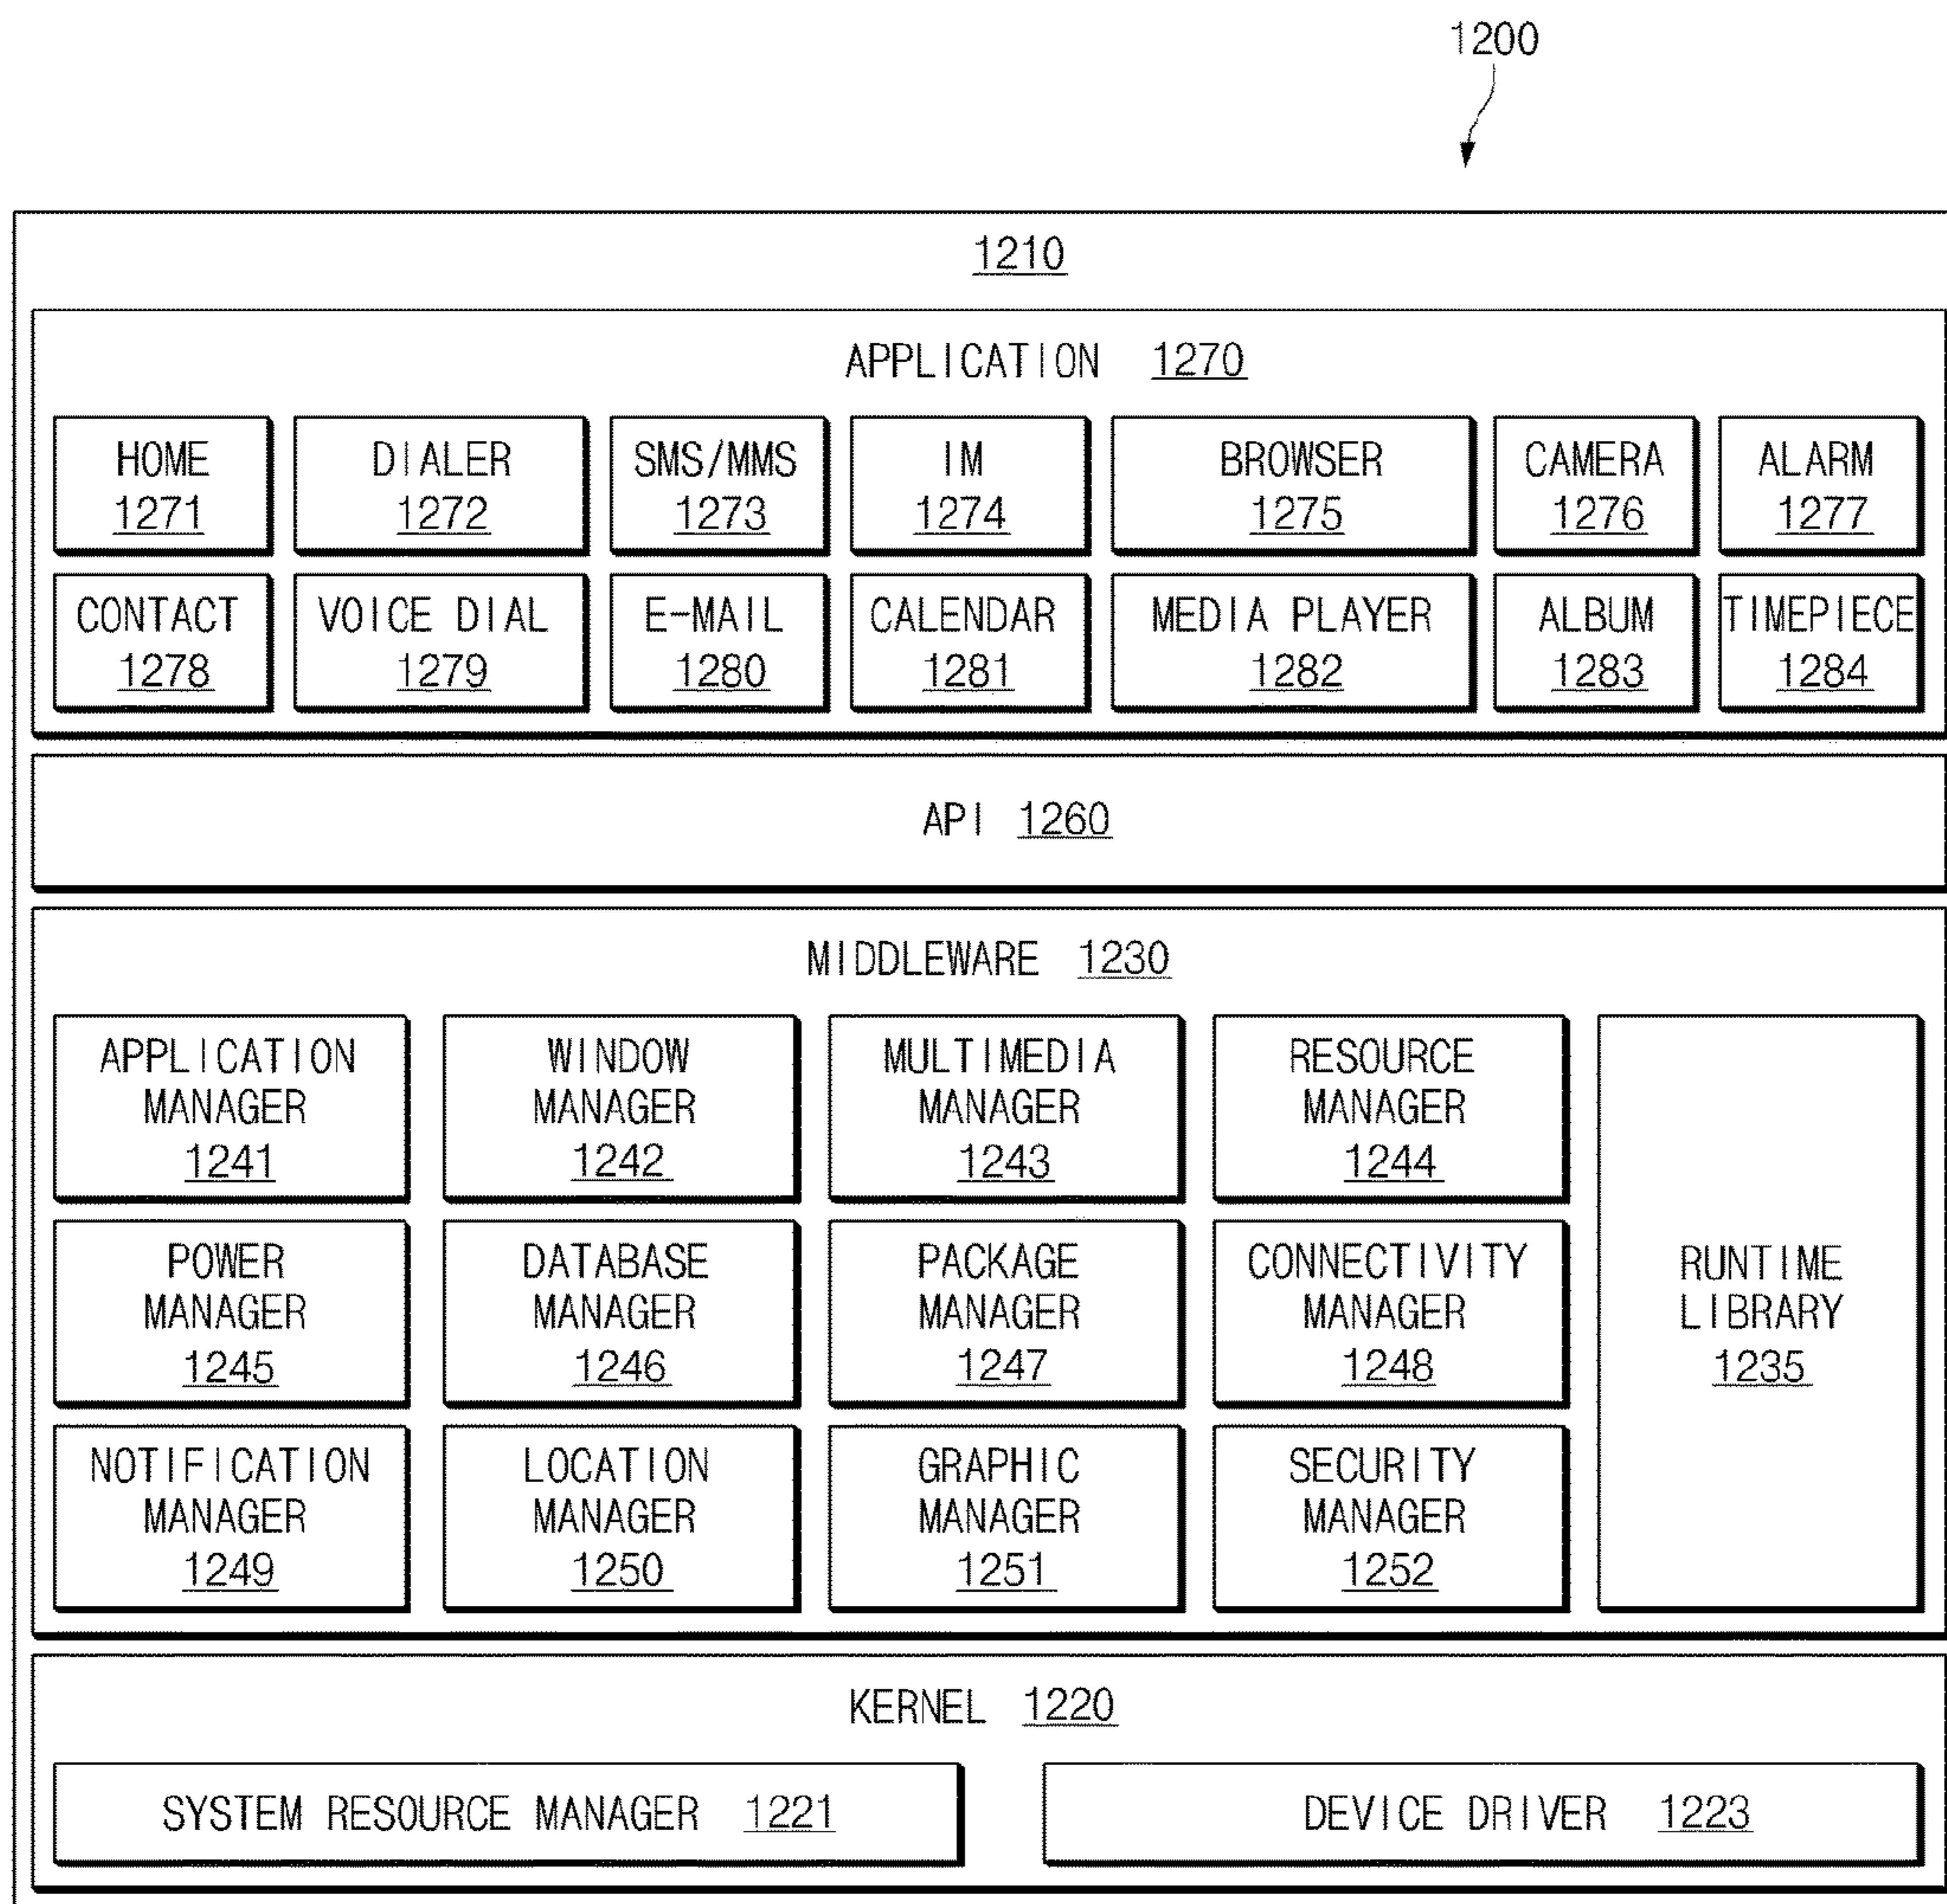 1200
1210
APPLICATION 1270
HOME
1271
DIALER
1272
SMS/MMS
1273
IM
1274
BROWSER
1275
CAMERA
1276
ALARM
1277
CONTACT
1278
VOICE DIAL
1279
E-MAIL
1280
CALENDAR
1281
MEDIA PLAYER
1282
ALBUM
1283
TIMEPIECE
1284
API 1260
MIDDLEWARE 1230
APPLICATION
MANAGER
1241
WINDOW
MANAGER
1242
MULTIMEDIA
MANAGER
1243
RESOURCE
MANAGER
1244
POWER
MANAGER
1245
DATABASE
MANAGER
1246
PACKAGE
MANAGER
1247
CONNECTIVITY
MANAGER
1248
NOTIFICATION
MANAGER
1249
LOCATION
MANAGER
1250
GRAPHIC
MANAGER
1251
SECURITY
MANAGER
1252
RUNTIME
LIBRARY
1235
KERNEL 1220
SYSTEM RESOURCE MANAGER 1221
DEVICE DRIVER 1223